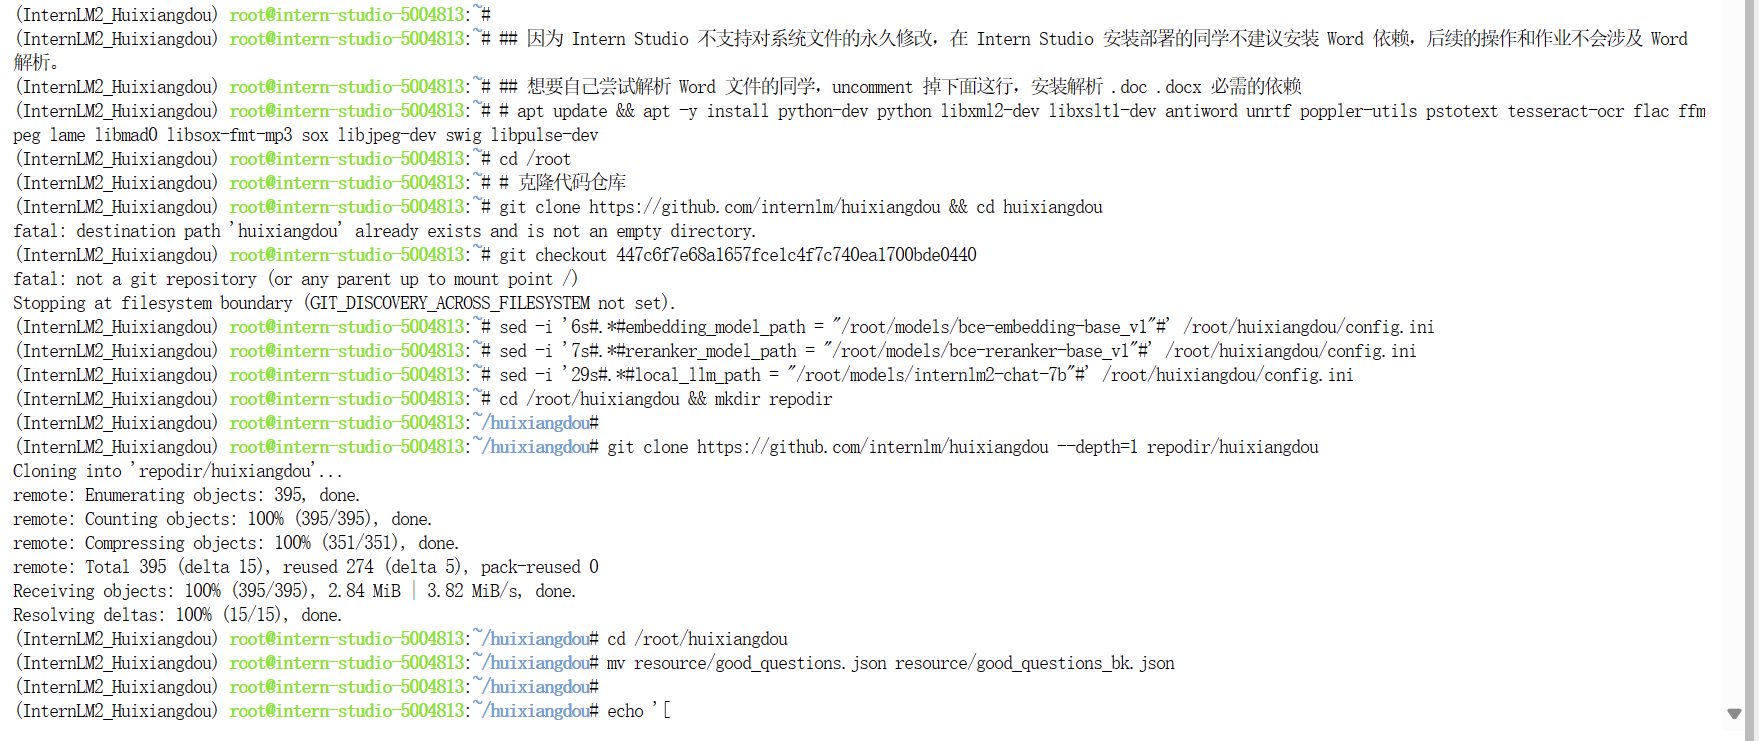 (InternLM2_Huixiangdou) root@intern-studio-5004813:~#
(InternLM2_Huixiangdou) root@intern-studio-5004813:~# ## 因为 Intern Studio 不支持对系统文件的永久修改，在 Intern Studio 安装部署的同学不建议安装 Word 依赖，后续的操作和作业不会涉及 Word
解析。
(InternLM2_Huixiangdou) root@intern-studio-5004813:~# ## 想要自己尝试解析 Word 文件的同学，uncomment 掉下面这行，安装解析 .doc .docx 必需的依赖
(InternLM2_Huixiangdou) root@intern-studio-5004813:~# # apt update && apt -y install python-dev python libxml2-dev libxslt1-dev antiword unrtf poppler-utils pstotext tesseract-ocr flac ffm
peg lame libmad0 libsox-fmt-mp3 sox libjpeg-dev swig libpulse-dev
(InternLM2_Huixiangdou) root@intern-studio-5004813:~# cd /root
(InternLM2_Huixiangdou) root@intern-studio-5004813:~# # 克隆代码仓库
(InternLM2_Huixiangdou) root@intern-studio-5004813:~# git clone https://github.com/internlm/huixiangdou && cd huixiangdou
fatal: destination path 'huixiangdou' already exists and is not an empty directory.
(InternLM2_Huixiangdou) root@intern-studio-5004813:~# git checkout 447c6f7e68a1657fce1c4f7c740ea1700bde0440
fatal: not a git repository (or any parent up to mount point /)
Stopping at filesystem boundary (GIT_DISCOVERY_ACROSS_FILESYSTEM not set).
(InternLM2_Huixiangdou) root@intern-studio-5004813:~# sed -i '6s#.*#embedding_model_path = "/root/models/bce-embedding-base_v1"#' /root/huixiangdou/config.ini
(InternLM2_Huixiangdou) root@intern-studio-5004813:~# sed -i '7s#.*#reranker_model_path = "/root/models/bce-reranker-base_v1"#' /root/huixiangdou/config.ini
(InternLM2_Huixiangdou) root@intern-studio-5004813:~# sed -i '29s#.*#local_llm_path = "/root/models/internlm2-chat-7b"#' /root/huixiangdou/config.ini
(InternLM2_Huixiangdou) root@intern-studio-5004813:~# cd /root/huixiangdou && mkdir repodir
(InternLM2_Huixiangdou) root@intern-studio-5004813:~/huixiangdou#
(InternLM2_Huixiangdou) root@intern-studio-5004813:~/huixiangdou# git clone https://github.com/internlm/huixiangdou --depth=1 repodir/huixiangdou
Cloning into 'repodir/huixiangdou'...
remote: Enumerating objects: 395, done.
remote: Counting objects: 100% (395/395), done.
remote: Compressing objects: 100% (351/351), done.
remote: Total 395 (delta 15), reused 274 (delta 5), pack-reused 0
Receiving objects: 100% (395/395), 2.84 MiB | 3.82 MiB/s, done.
Resolving deltas: 100% (15/15), done.
(InternLM2_Huixiangdou) root@intern-studio-5004813:~/huixiangdou# cd /root/huixiangdou
(InternLM2_Huixiangdou) root@intern-studio-5004813:~/huixiangdou# mv resource/good_questions.json resource/good_questions_bk.json
(InternLM2_Huixiangdou) root@intern-studio-5004813:~/huixiangdou#
(InternLM2_Huixiangdou) root@intern-studio-5004813:~/huixiangdou# echo '[